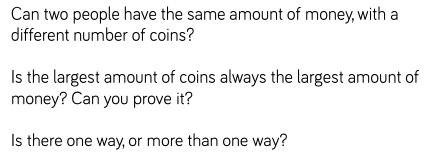 Can two people have the same amount of money, with a
different number of coins?
Is the largest amount of coins always the largest amount of
money? Can you prove it?
Is there one way, or more than one way?